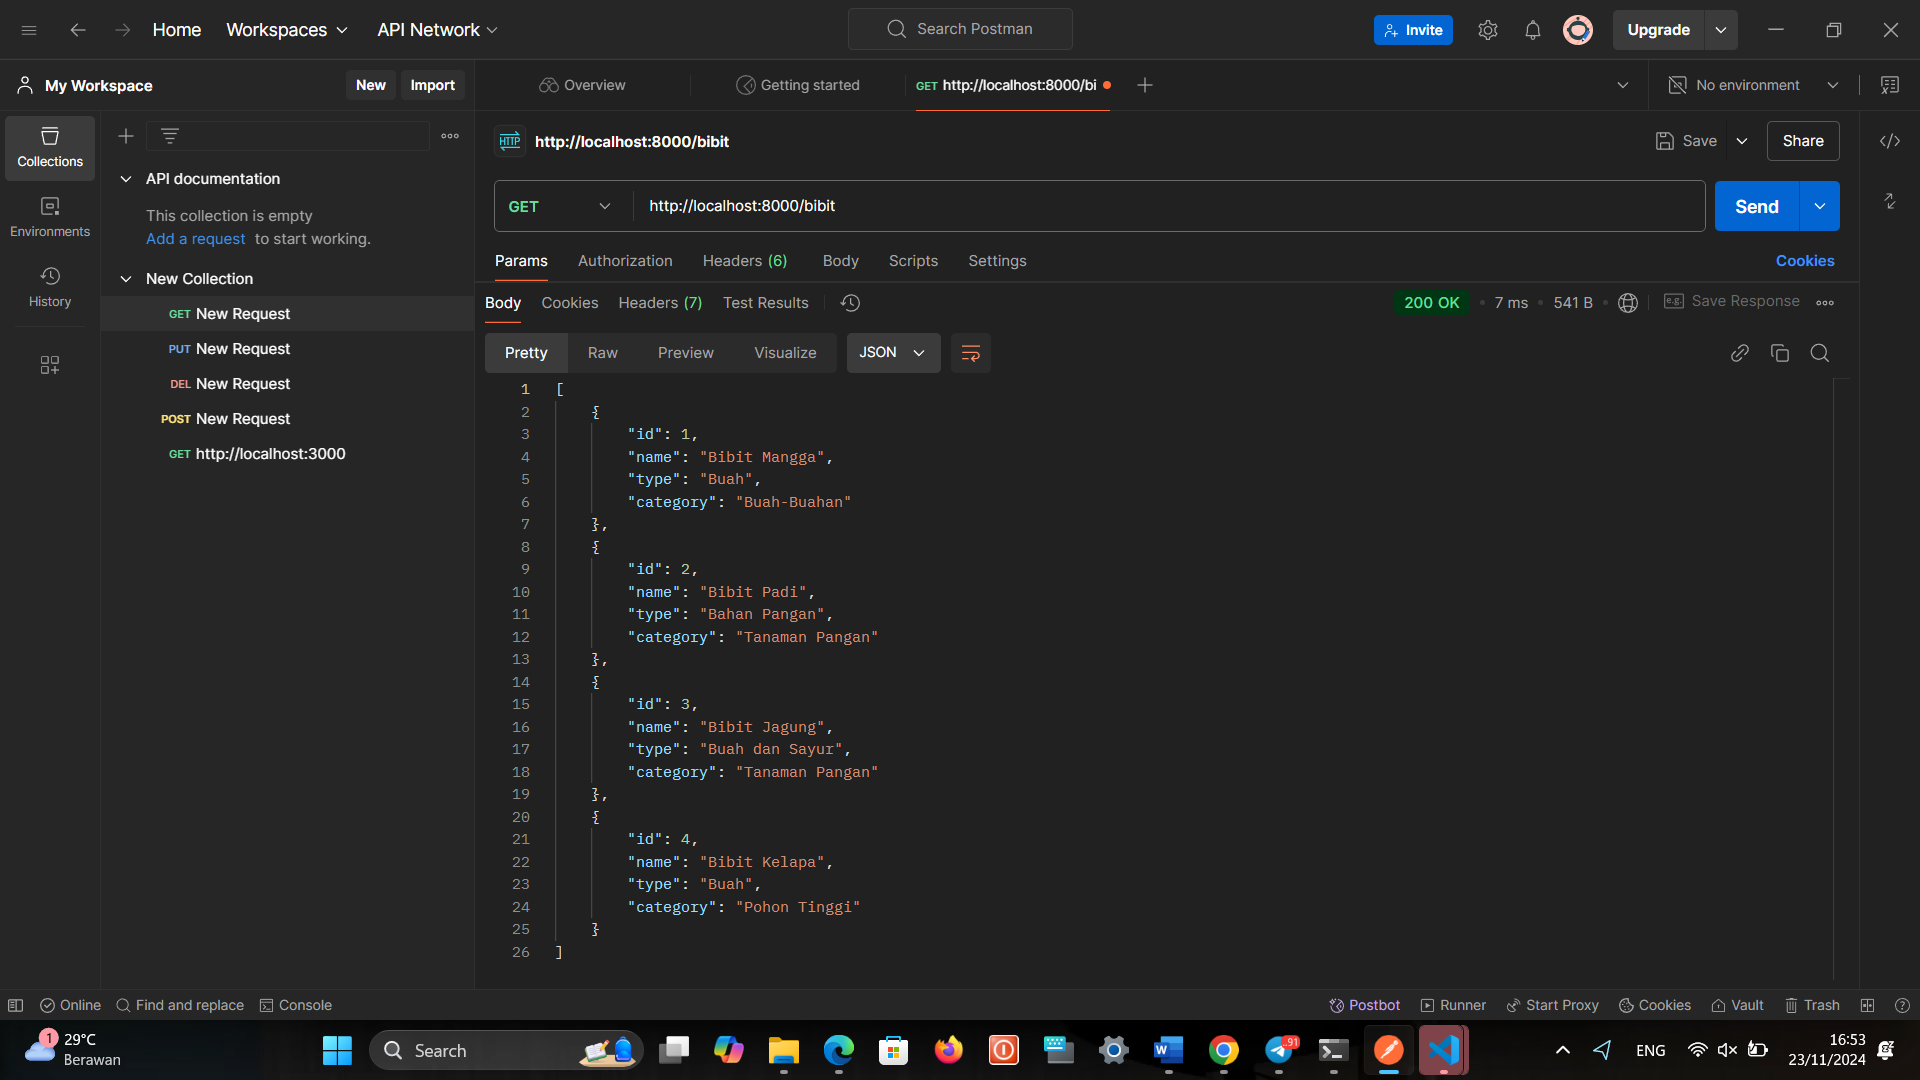 Home Workspaces API Network Search Postman Invite Upgrade
My Workspace New Import Overview Getting started GET http://localhost:8000/bi No environment
Collections
Environments
History
API documentation
This collection is empty
Add a request to start working.
New Collection
GET New Request
PUT New Request
DEL New Request
POST New Request
GET http://localhost:3000
HTTP http://localhost:8000/bibit Save Share
GET http://localhost:8000/bibit Send
Params Authorization Headers (6) Body Scripts Settings Cookies
Body Cookies Headers (7) Test Results 200 OK • 7 ms • 541 B • e.g. Save Response
Pretty Raw Preview Visualize JSON
1 [
2 {
3 "id": 1,
4 "name": "Bibit Mangga",
5 "type": "Buah",
6 "category": "Buah-Buahan"
7 },
8 {
9 "id": 2,
10 "name": "Bibit Padi",
11 "type": "Bahan Pangan",
12 "category": "Tanaman Pangan"
13 },
14 {
15 "id": 3,
16 "name": "Bibit Jagung",
17 "type": "Buah dan Sayur",
18 "category": "Tanaman Pangan"
19 },
20 {
21 "id": 4,
22 "name": "Bibit Kelapa",
23 "type": "Buah",
24 "category": "Pohon Tinggi"
25 }
26 ]
Online Find and replace Console Postbot Runner Start Proxy Cookies Vault Trash
1 29°C
Berawan
Search
91
ENG
16:53
23/11/2024